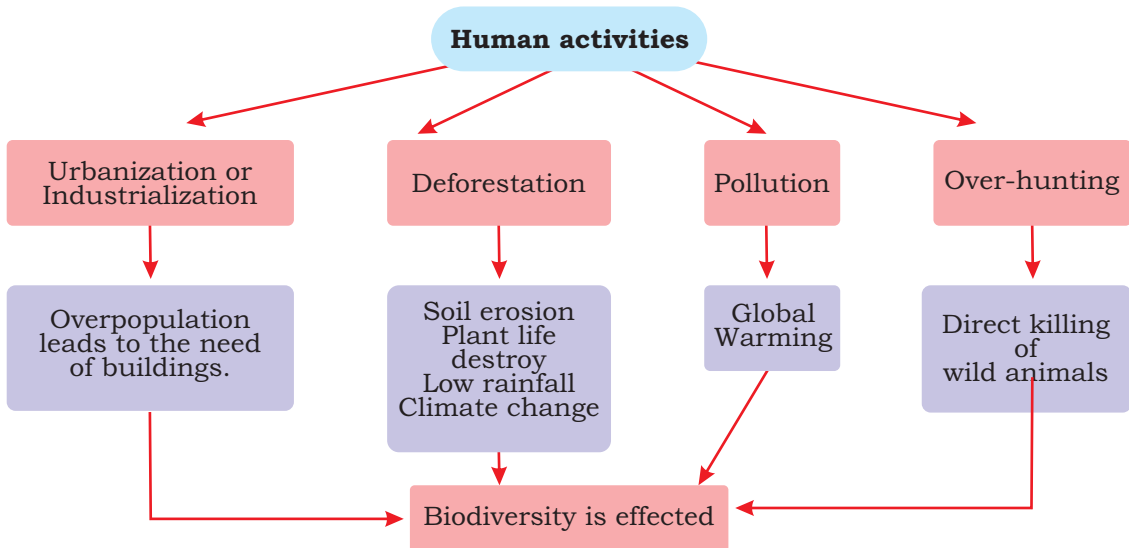 Human activities
Urbanization or
Industrialization
Deforestation
Pollution
Over-hunting
Overpopulation
leads to the need
of buildings.
Soil erosion
Plant life
destroy
Low rainfall
Climate change
Global
Warming
Direct killing
of
wild animals
Biodiversity is effected